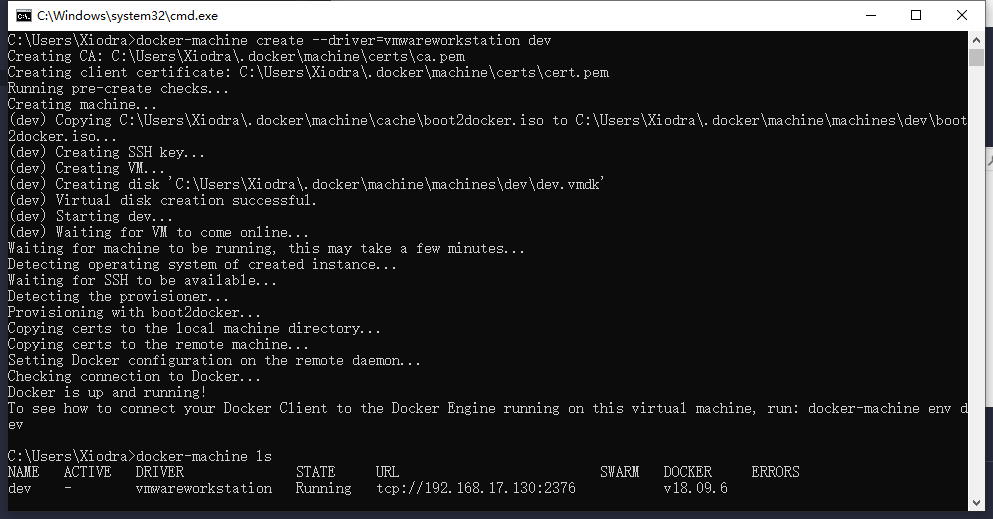 C:\Windows\system32\cmd.exe
C:\Users\Xiodra>docker-machine create --driver=vmwareworkstation dev
Creating CA: C:\Users\Xiodra\.docker\machine\certs\ca.pem
Creating client certificate: C:\Users\Xiodra\.docker\machine\certs\cert.pem
Running pre-create checks...
Creating machine...
(dev) Copying C:\Users\Xiodra\.docker\machine\cache\boot2docker.iso to C:\Users\Xiodra\.docker\machine\machines\dev\boot
2docker.iso...
(dev) Creating SSH key...
(dev) Creating VM...
(dev) Creating disk 'C:\Users\Xiodra\.docker\machine\machines\dev\dev.vmdk'
(dev) Virtual disk creation successful.
(dev) Starting dev...
(dev) Waiting for VM to come online...
Waiting for machine to be running, this may take a few minutes...
Detecting operating system of created instance...
Waiting for SSH to be available...
Detecting the provisioner...
Provisioning with boot2docker...
Copying certs to the local machine directory...
Copying certs to the remote machine...
Setting Docker configuration on the remote daemon...
Checking connection to Docker...
Docker is up and running!
To see how to connect your Docker Client to the Docker Engine running on this virtual machine, run: docker-machine env d
ev
C:\Users\Xiodra>docker-machine ls
NAME   ACTIVE   DRIVER              STATE     URL                         SWARM   DOCKER     ERRORS
dev    -        vmwareworkstation   Running   tcp://192.168.17.130:2376           v18.09.6